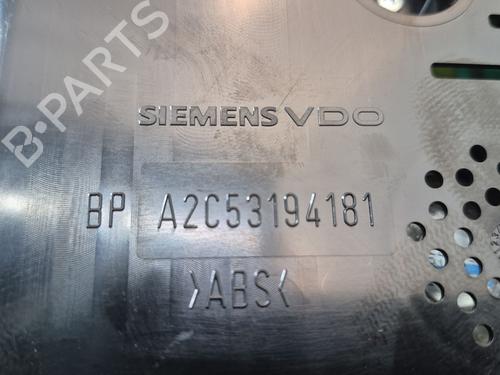 B-PARTS
SIEMENS VDO
BP A2C53194181
>ABS<